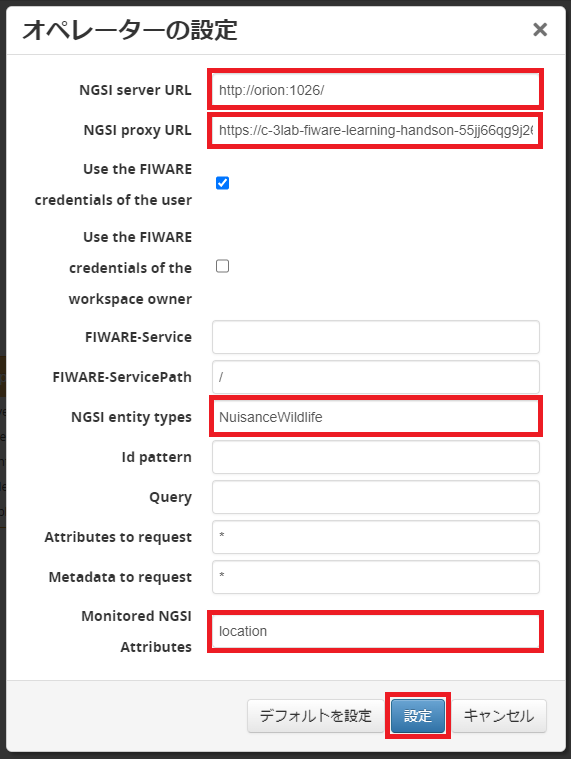 オペレーターの設定 ×
NGSI server URL http://orion:1026/
NGSI proxy URL https://c-3lab-fiware-learning-handson-55jj66qg9j26
Use the FIWARE
credentials of the user
Use the FIWARE
credentials of the
workspace owner
FIWARE-Service
FIWARE-ServicePath /
NGSI entity types NuisanceWildlife
Id pattern
Query
Attributes to request *
Metadata to request *
Monitored NGSI
Attributes location
デフォルトを設定 設定 キャンセル